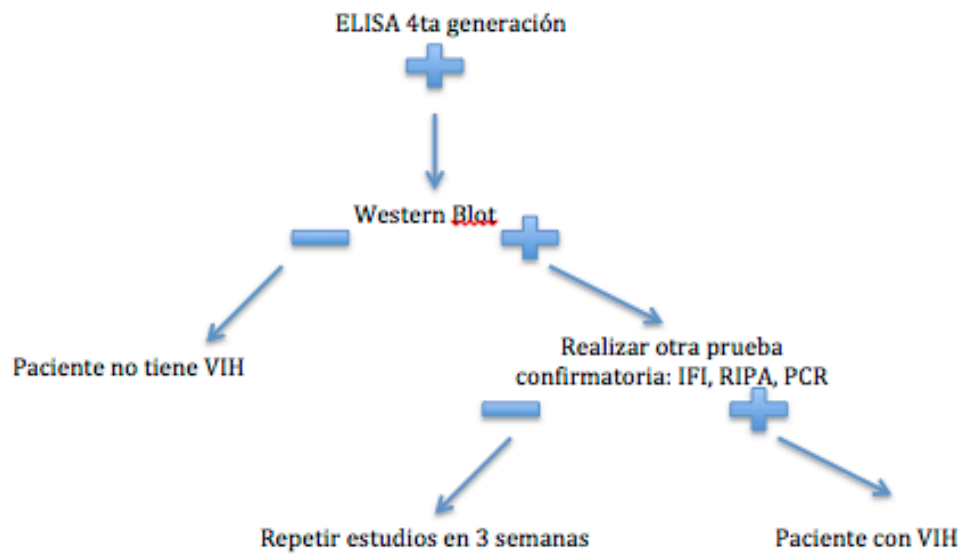 ELISA 4ta generación
Western Blot
Paciente no tiene VIH
Realizar otra prueba
confirmatoria: IFI, RIPA, PCR
Repetir estudios en 3 semanas
Paciente con VIH